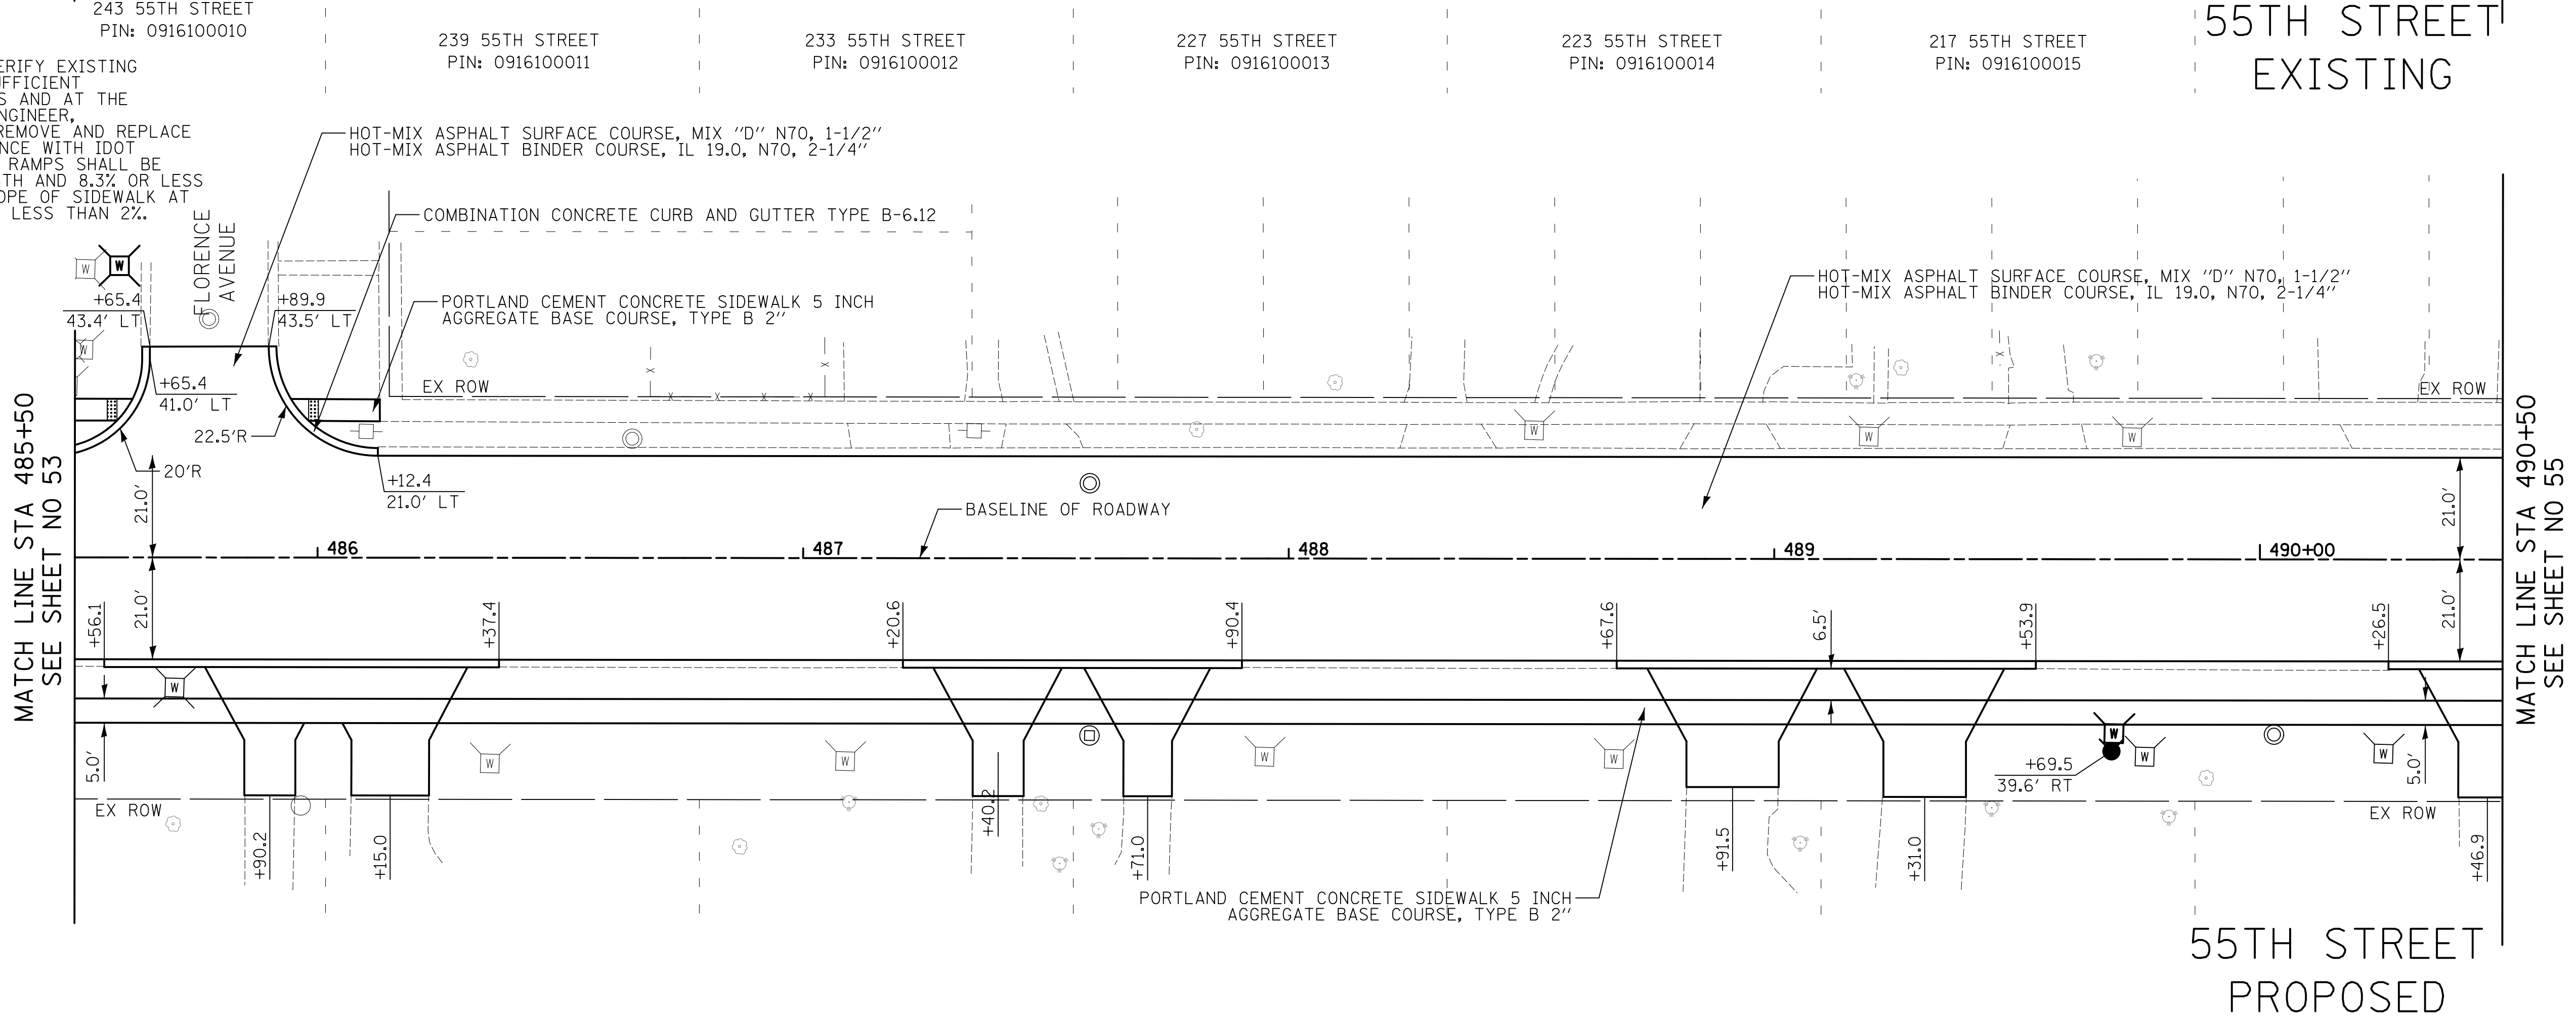 243 55TH STREET
PIN: 0916100010
239 55TH STREET
PIN: 0916100011
233 55TH STREET
PIN: 0916100012
227 55TH STREET
PIN: 0916100013
223 55TH STREET
PIN: 0916100014
217 55TH STREET
PIN: 0916100015
55TH STREET
EXISTING
ERIFY EXISTING
UFFICIENT
S AND AT THE
NGINEER,
REMOVE AND REPLACE
NCE WITH IDOT
RAMPS SHALL BE
TH AND 8.3% OR LESS
OPE OF SIDEWALK AT
LESS THAN 2%.
HOT-MIX ASPHALT SURFACE COURSE, MIX "D" N70, 1-1/2"
HOT-MIX ASPHALT BINDER COURSE, IL 19.0, N70, 2-1/4"
COMBINATION CONCRETE CURB AND GUTTER TYPE B-6.12
FLORENCE
AVENUE
W
W
+65.4
43.4' LT
+89.9
43.5' LT
PORTLAND CEMENT CONCRETE SIDEWALK 5 INCH
AGGREGATE BASE COURSE, TYPE B 2"
HOT-MIX ASPHALT SURFACE COURSE, MIX "D" N70, 1-1/2"
HOT-MIX ASPHALT BINDER COURSE, IL 19.0, N70, 2-1/4"
W
+65.4
41.0' LT
EX ROW
X
X
X
X
X
X
X
EX ROW
22.5'R
20'R
W
W
W
+12.4
21.0' LT
21.0'
21.0'
BASELINE OF ROADWAY
MATCH LINE STA 485+50
SEE SHEET NO 53
486
487
488
489
490+00
MATCH LINE STA 490+50
SEE SHEET NO 55
+56.1
21.0'
+37.4
+20.6
+90.4
+67.6
6.5'
+53.9
+26.5
21.0'
W
5.0'
W
W
W
W
W
W
W
5.0'
+69.5
39.6' RT
EX ROW
EX ROW
+90.2
+15.0
+40.2
+71.0
+91.5
+31.0
+46.9
PORTLAND CEMENT CONCRETE SIDEWALK 5 INCH
AGGREGATE BASE COURSE, TYPE B 2"
55TH STREET
PROPOSED